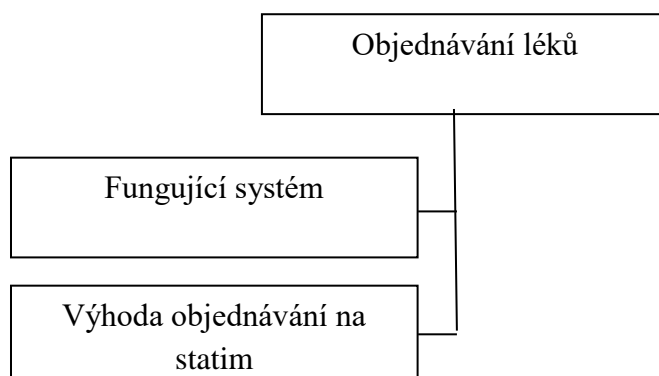 Objednávání léků
Fungující systém
Výhoda objednávání na
statim